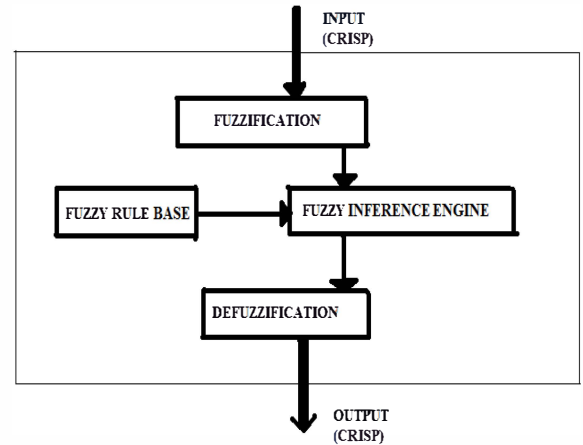 INPUT
(CRISP)
FUZZIFICATION
FUZZY RULE BASE
FUZZY INFERENCE ENGINE
DEFUZZIFICATION
OUTPUT
(CRISP)